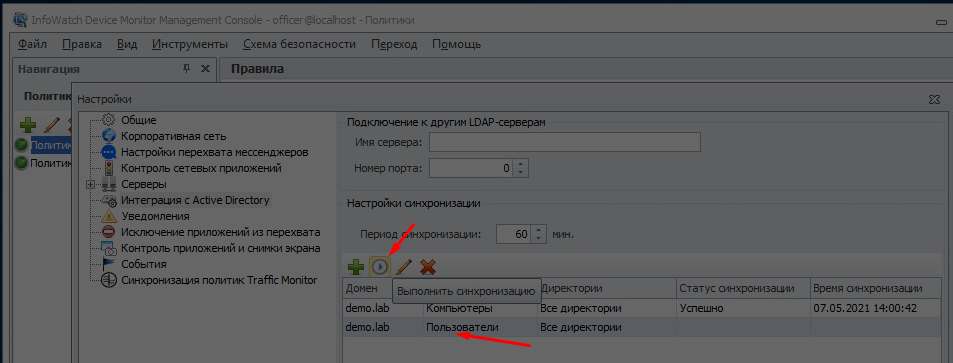 InfoWatch Device Monitor Management Console - officer@localhost - Политики
Файл Правка Вид Инструменты Схема безопасности Переход Помощь
Навигация
Правила
Политик
Политик
Политик
Настройки
Общие
Корпоративная сеть
Настройки перехвата мессенджеров
Контроль сетевых приложений
Серверы
Интеграция с Active Directory
Уведомления
Исключение приложений из перехвата
Контроль приложений и снимки экрана
События
Синхронизация политик Traffic Monitor
Подключение к другим LDAP-серверам
Имя сервера:
Номер порта: 0
Настройки синхронизации
Период синхронизации: 60 мин.
Домен Директории Статус синхронизации Время синхронизации
Выполнить синхронизацию
demo.lab Компьютеры Все директории Успешно 07.05.2021 14:00:42
demo.lab Пользователи Все директории